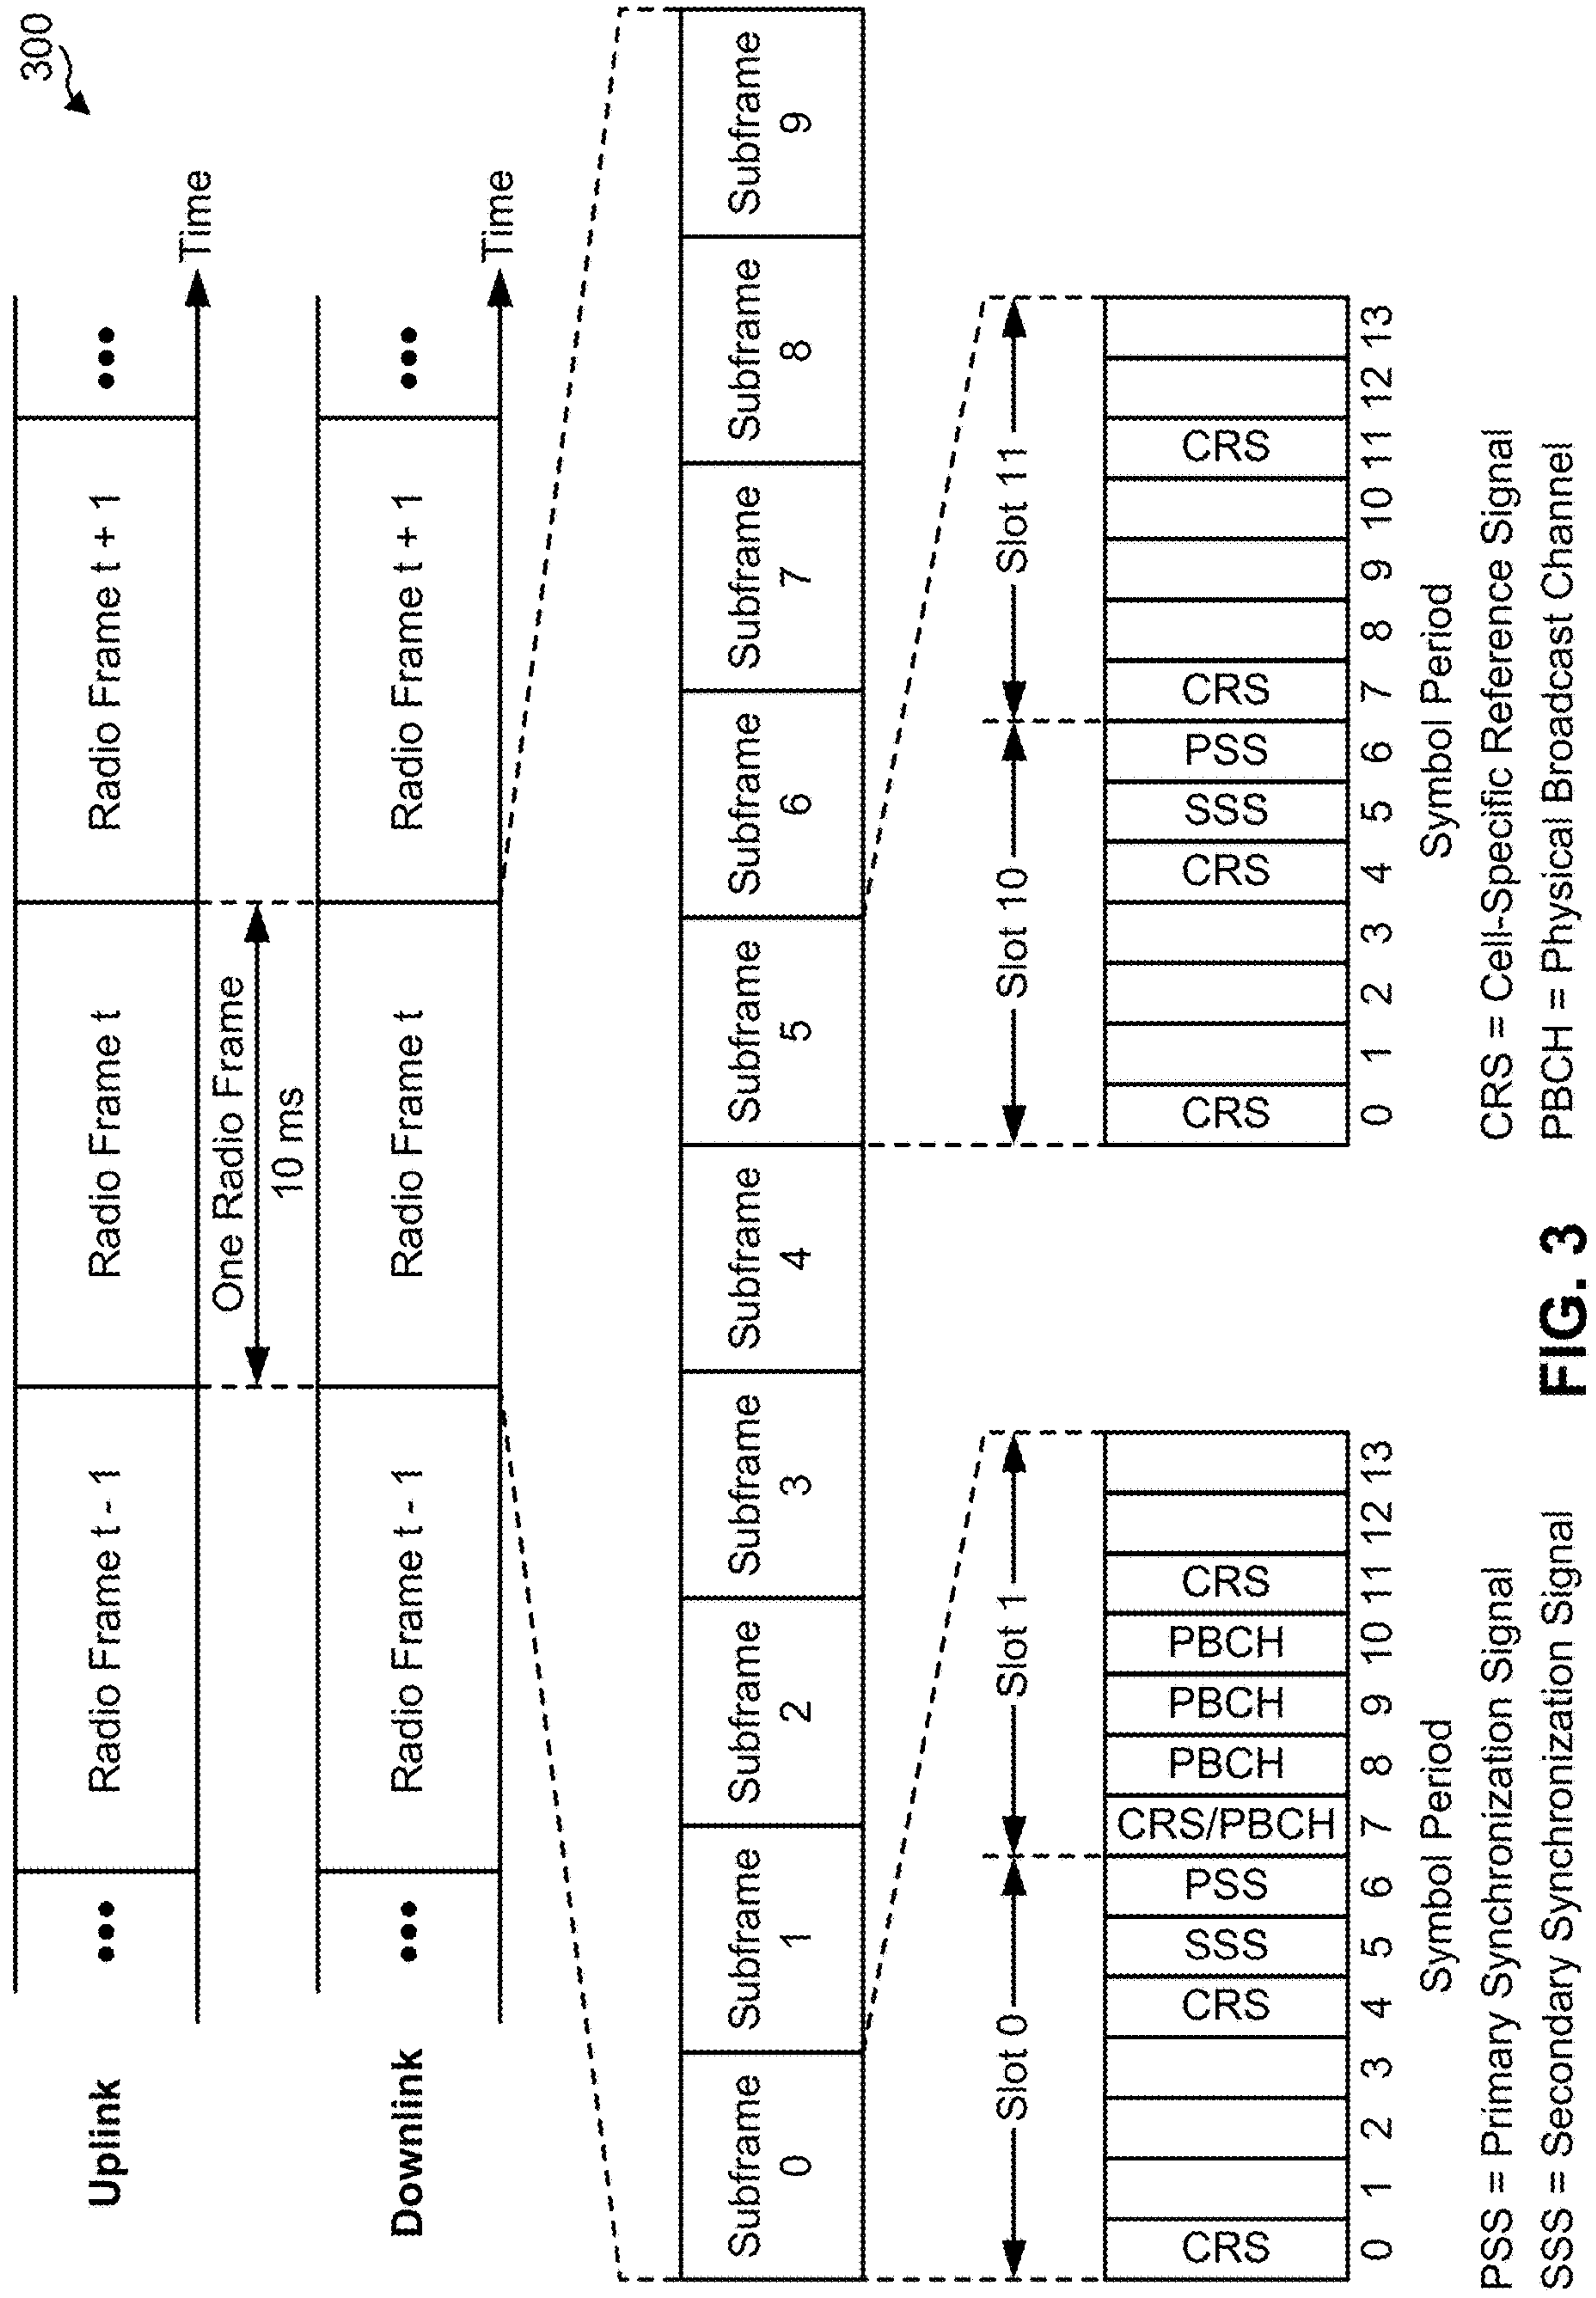 300
Uplink
••• Radio Frame t - 1 Radio Frame t Radio Frame t + 1 •••
Time
One Radio Frame
10 ms
Downlink
••• Radio Frame t - 1 Radio Frame t Radio Frame t + 1 •••
Time
Subframe 0 Subframe 1 Subframe 2 Subframe 3 Subframe 4 Subframe 5 Subframe 6 Subframe 7 Subframe 8 Subframe 9
Slot 0 Slot 1
CRS CRS SSS PSS CRS/PBCH PBCH PBCH PBCH CRS
0 1 2 3 4 5 6 7 8 9 10 11 12 13
Symbol Period
Slot 10 Slot 11
CRS CRS SSS PSS CRS CRS
0 1 2 3 4 5 6 7 8 9 10 11 12 13
Symbol Period
PSS = Primary Synchronization Signal
SSS = Secondary Synchronization Signal
CRS = Cell-Specific Reference Signal
PBCH = Physical Broadcast Channel
FIG. 3